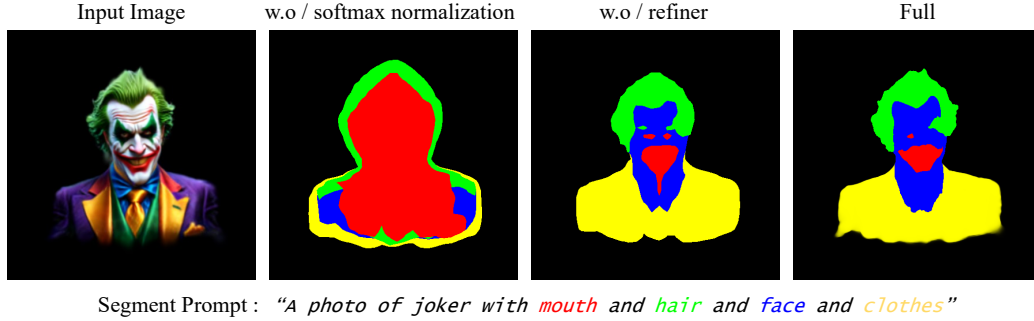 Input Image w.o / softmax normalization w.o / refiner Full
Segment Prompt : “A photo of joker with mouth and hair and face and clothes”